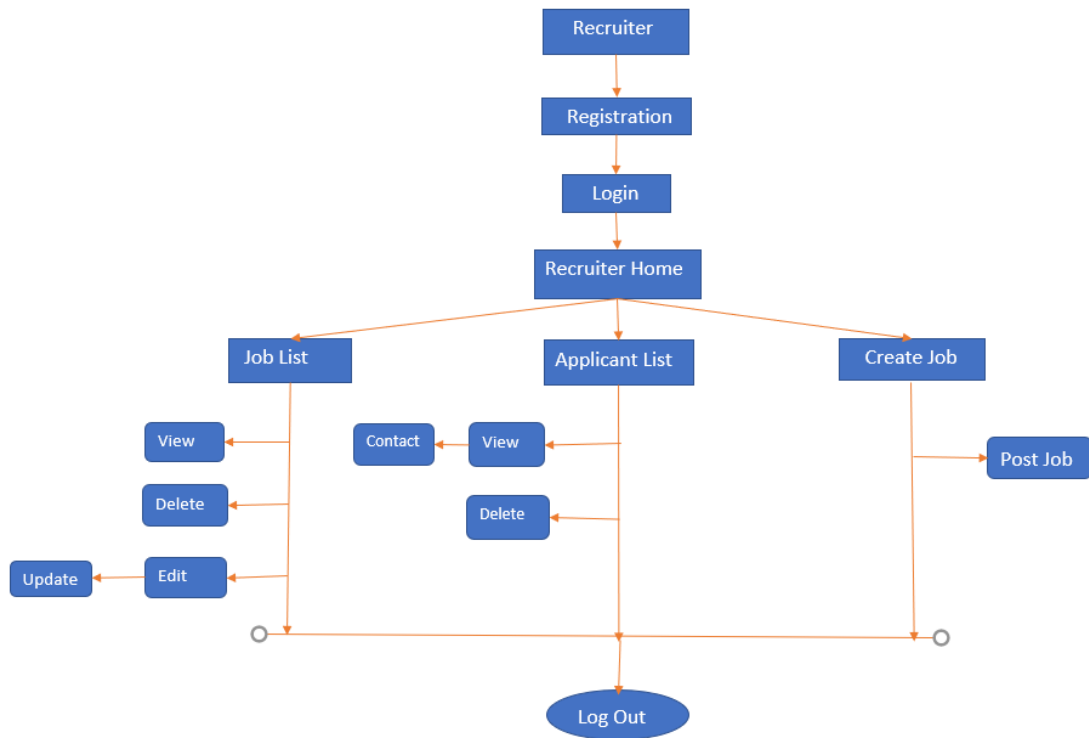 Recruiter
Registration
Login
Recruiter Home
Job List
Applicant List
Create Job
View
Contact
View
Post Job
Delete
Delete
Update
Edit
Log Out